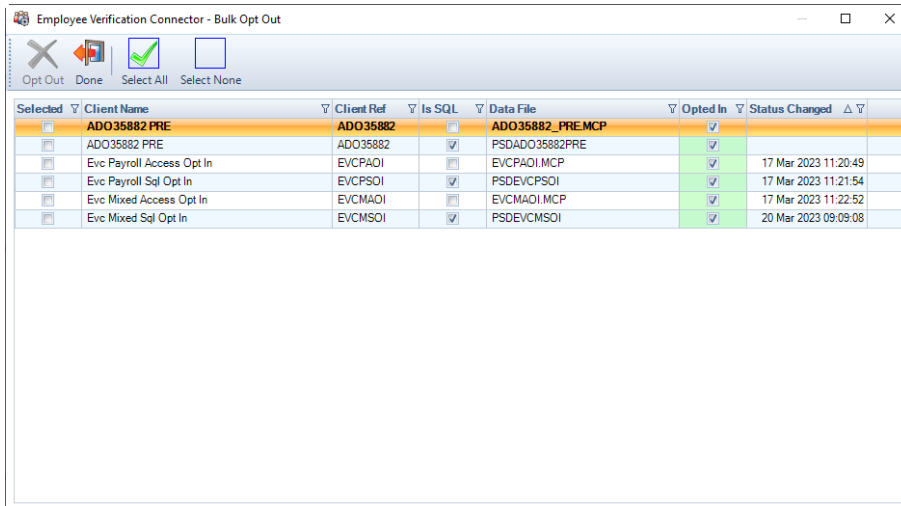 Employee Verification Connector - Bulk Opt Out
Opt Out Done Select All Select None
Selected Client Name Client Ref Is SQL Data File Opted In Status Changed
ADO35882 PRE ADO35882 ADO35882_PRE.MCP
ADO35882 PRE ADO35882 PSDADO35882PRE
Evc Payroll Access Opt In EVCPAOI EVCPAOI.MCP 17 Mar 2023 11:20:49
Evc Payroll Sql Opt In EVCPSOI PSDEVCPSOI 17 Mar 2023 11:21:54
Evc Mixed Access Opt In EVCMAOI EVCMAOI.MCP 17 Mar 2023 11:22:52
Evc Mixed Sql Opt In EVCMSOI PSDEVCMSOI 20 Mar 2023 09:09:08